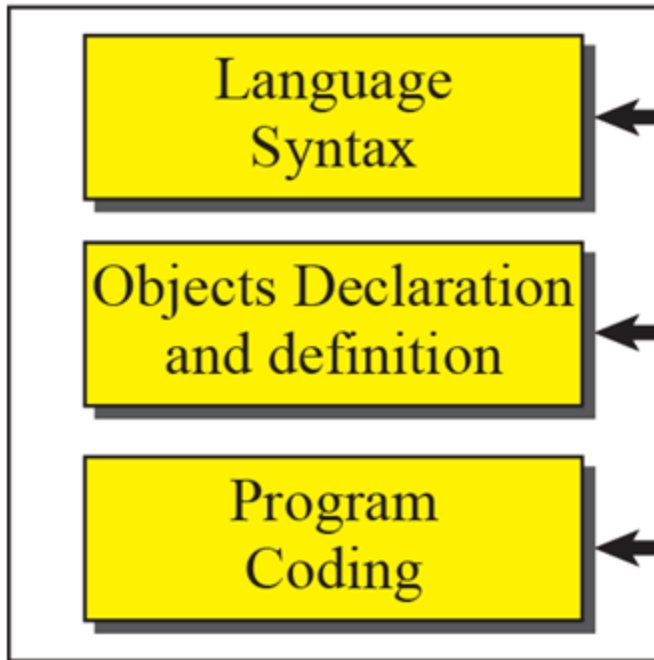 Language
Syntax
Objects Declaration
and definition
Program
Coding